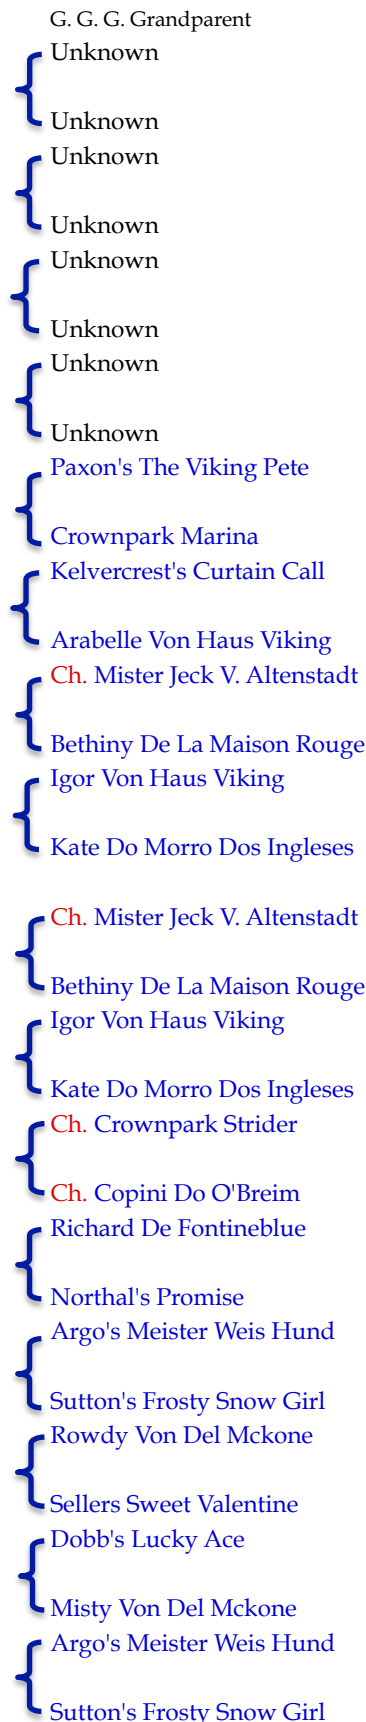 G. G. G. Grandparent
Unknown
Unknown
Unknown
Unknown
Unknown
Unknown
Unknown
Unknown
Paxon's The Viking Pete
Crownpark Marina
Kelvercrest's Curtain Call
Arabelle Von Haus Viking
Ch. Mister Jeck V. Altenstadt
Bethiny De La Maison Rouge
Igor Von Haus Viking
Kate Do Morro Dos Ingleses
Ch. Mister Jeck V. Altenstadt
Bethiny De La Maison Rouge
Igor Von Haus Viking
Kate Do Morro Dos Ingleses
Ch. Crownpark Strider
Ch. Copini Do O'Breim
Richard De Fontineblue
Northal's Promise
Argo's Meister Weis Hund
Sutton's Frosty Snow Girl
Rowdy Von Del Mckone
Sellers Sweet Valentine
Dobb's Lucky Ace
Misty Von Del Mckone
Argo's Meister Weis Hund
Sutton's Frosty Snow Girl